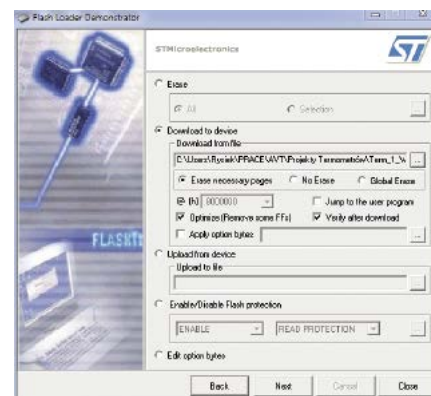 Flash Loader Demonstrator
STMicroelectronics
ST
Erase
All Selection ...
Download to device
Download from file
C:\Users\Rysiek\PRACE\AVT\Projekty Termometrów\Term_1_W ...
Erase necessary pages No Erase Global Erase
@ (h) 8000000 Jump to the user program
Optimize (Remove some FFs) Verify after download
Apply option bytes ...
Upload from device
Upload to file
...
Enable/Disable Flash protection
ENABLE READ PROTECTION ...
Edit option bytes
Back Next Cancel Close